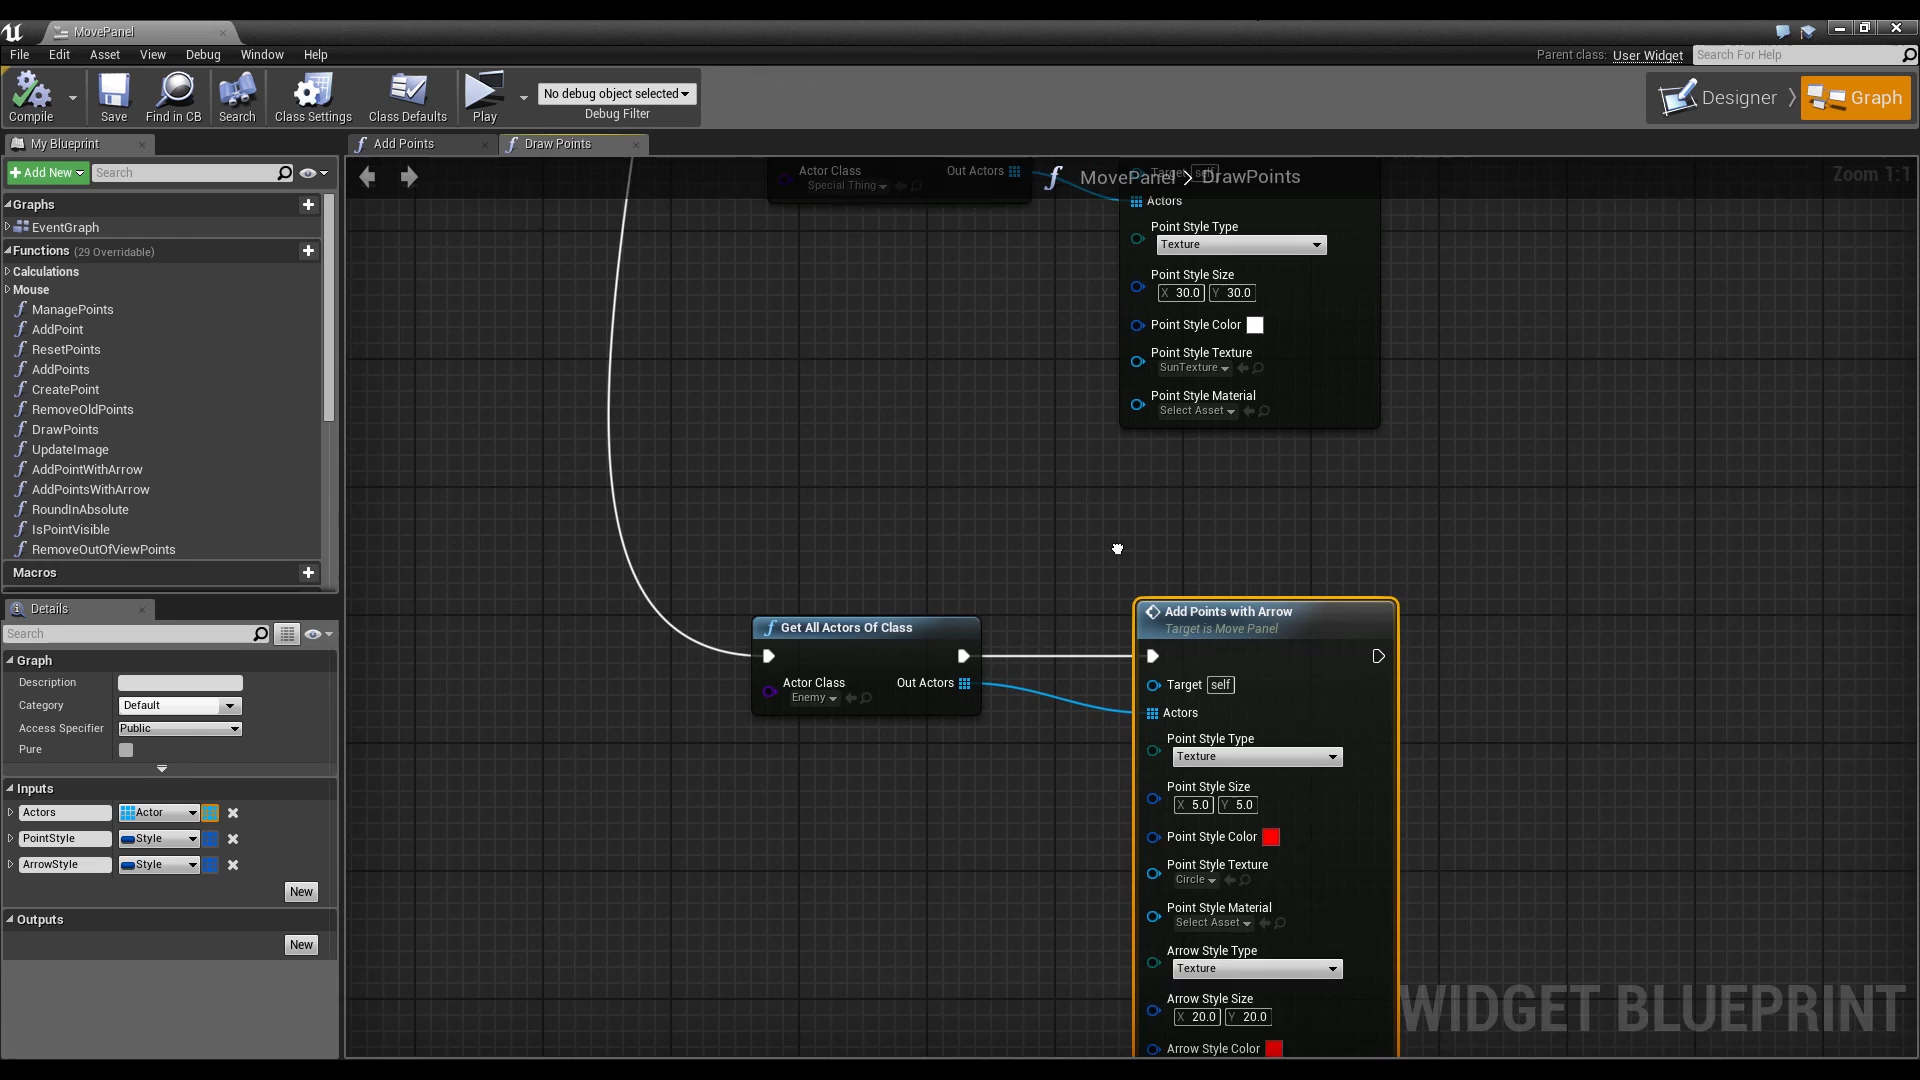 MovePanel
File Edit Asset View Debug Window Help
Parent class: User Widget Search For Help
Compile Save Find in CB Search Class Settings Class Defaults Play
No debug object selected
Debug Filter
Designer Graph
My Blueprint
Add Points
Draw Points
+ Add New Search
MovePanel > DrawPoints
Zoom 1:1
Graphs
EventGraph
Functions (29 Overridable)
Calculations
Mouse
ManagePoints
AddPoint
ResetPoints
AddPoints
CreatePoint
RemoveOldPoints
DrawPoints
UpdateImage
AddPointWithArrow
AddPointsWithArrow
RoundInAbsolute
IsPointVisible
RemoveOutOfViewPoints
Macros
Details
Search
Graph
Description
Category Default
Access Specifier Public
Pure
Inputs
Actors Actor
PointStyle Style
ArrowStyle Style
New
Outputs
New
Actor Class Out Actors
Special Thing
Target self
Actors
Point Style Type
Texture
Point Style Size
X 30.0 Y 30.0
Point Style Color
Point Style Texture
SunTexture
Point Style Material
Select Asset
Get All Actors Of Class
Actor Class Out Actors
Enemy
Add Points with Arrow
Target is Move Panel
Target self
Actors
Point Style Type
Texture
Point Style Size
X 5.0 Y 5.0
Point Style Color
Point Style Texture
Circle
Point Style Material
Select Asset
Arrow Style Type
Texture
Arrow Style Size
X 20.0 Y 20.0
Arrow Style Color
WIDGET BLUEPRINT